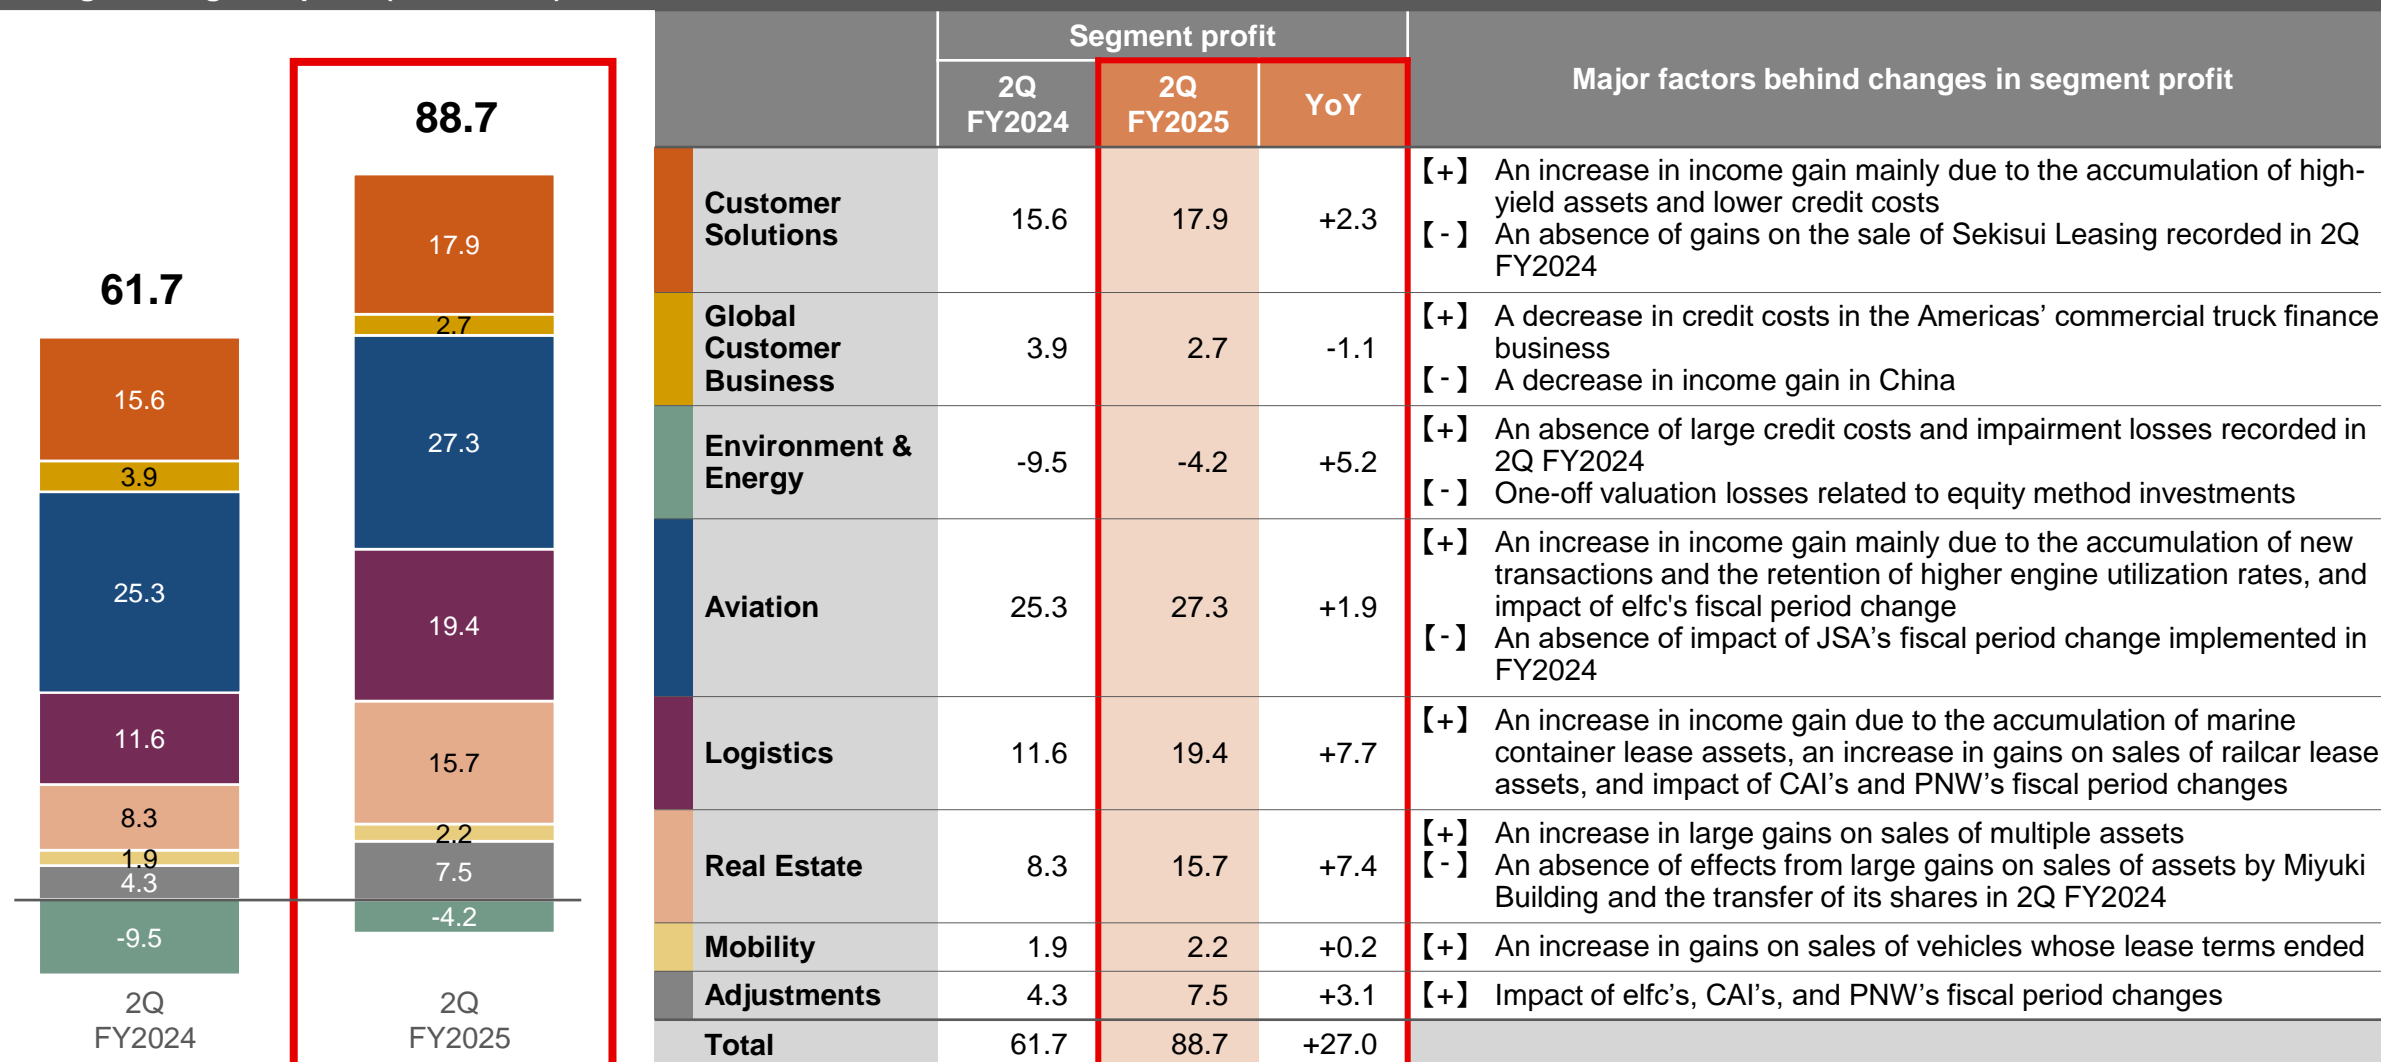 88.7
17.9
2.7
27.3
19.4
15.7
2.2
7.5
-4.2
61.7
15.6
3.9
25.3
11.6
8.3
1.9
4.3
-9.5
2Q
FY2024
2Q
FY2025
Segment profit
2Q
FY2024
2Q
FY2025
YoY
Major factors behind changes in segment profit
Customer
Solutions
15.6
17.9
+2.3
【+】 An increase in income gain mainly due to the accumulation of high-
yield assets and lower credit costs
【-】 An absence of gains on the sale of Sekisui Leasing recorded in 2Q
FY2024
Global
Customer
Business
3.9
2.7
-1.1
【+】 A decrease in credit costs in the Americas’ commercial truck finance
business
【-】 A decrease in income gain in China
Environment &
Energy
-9.5
-4.2
+5.2
【+】 An absence of large credit costs and impairment losses recorded in
2Q FY2024
【-】 One-off valuation losses related to equity method investments
Aviation
25.3
27.3
+1.9
【+】 An increase in income gain mainly due to the accumulation of new
transactions and the retention of higher engine utilization rates, and
impact of elfc's fiscal period change
【-】 An absence of impact of JSA’s fiscal period change implemented in
FY2024
Logistics
11.6
19.4
+7.7
【+】 An increase in income gain due to the accumulation of marine
container lease assets, an increase in gains on sales of railcar lease
assets, and impact of CAI’s and PNW’s fiscal period changes
Real Estate
8.3
15.7
+7.4
【+】 An increase in large gains on sales of multiple assets
【-】 An absence of effects from large gains on sales of assets by Miyuki
Building and the transfer of its shares in 2Q FY2024
Mobility
1.9
2.2
+0.2
【+】 An increase in gains on sales of vehicles whose lease terms ended
Adjustments
4.3
7.5
+3.1
【+】 Impact of elfc’s, CAI’s, and PNW’s fiscal period changes
Total
61.7
88.7
+27.0